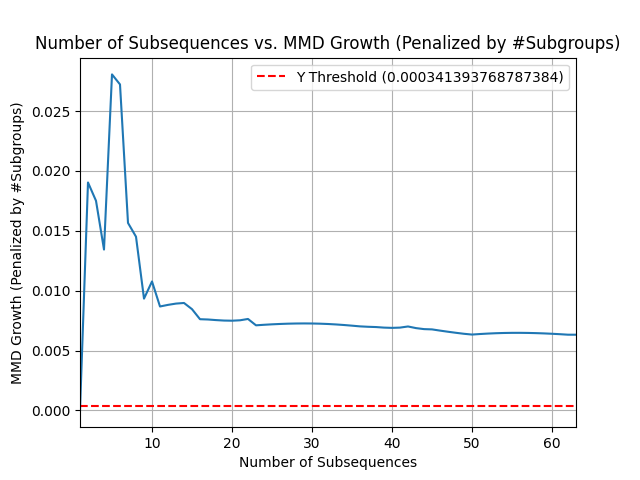 Number of Subsequences vs. MMD Growth (Penalized by #Subgroups)
Y Threshold (0.000341393768787384)
MMD Growth (Penalized by #Subgroups)
0.025
0.020
0.015
0.010
0.005
0.000
10 20 30 40 50 60
Number of Subsequences